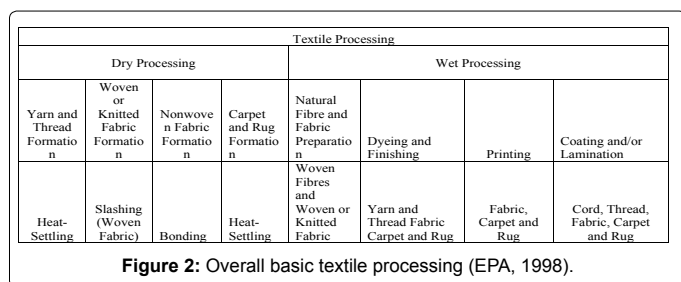 Textile Processing
Dry Processing
Wet Processing
Yarn and
Thread
Formatio
n
Woven
or
Knitted
Fabric
Formatio
n
Nonwove
n Fabric
Formatio
n
Carpet
and Rug
Formatio
n
Natural
Fibre and
Fabric
Preparatio
n
Dyeing and
Finishing
Printing
Coating and/or
Lamination
Heat-
Settling
Slashing
(Woven
Fabric)
Bonding
Heat-
Settling
Woven
Fibres
and
Woven or
Knitted
Fabric
Yarn and
Thread Fabric
Carpet and Rug
Fabric,
Carpet and
Rug
Cord, Thread,
Fabric, Carpet
and Rug
Figure 2: Overall basic textile processing (EPA, 1998).